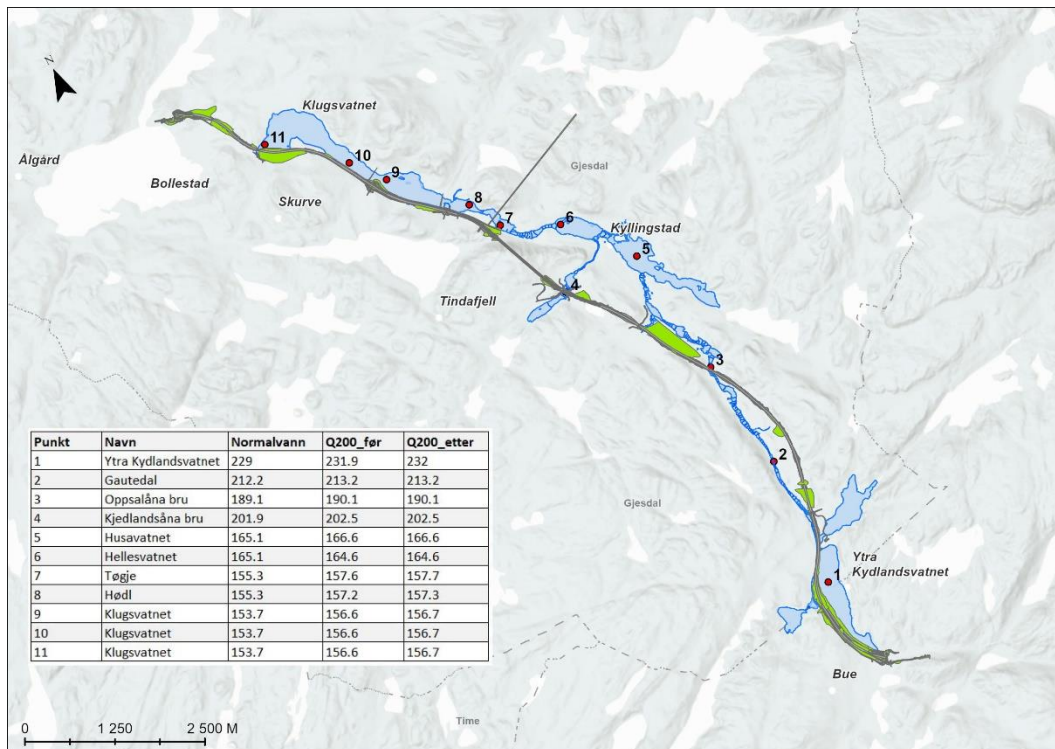 N
Klugsvatnet
11
Ålgård
10
Bollestad
9
Gjesdal
Skurve
8
7
6
Kyllingstad
5
Tindafjell
4
3
2
Gjesdal
Ytra
Kydlandsvatnet
1
Bue
Time
Punkt Navn Normalvann Q200_før Q200_etter
1 Ytra Kydlandsvatnet 229 231.9 232
2 Gautedal 212.2 213.2 213.2
3 Oppsalåna bru 189.1 190.1 190.1
4 Kjedlandsåna bru 201.9 202.5 202.5
5 Husavatnet 165.1 166.6 166.6
6 Hellesvatnet 165.1 164.6 164.6
7 Tøgje 155.3 157.6 157.7
8 Hødl 155.3 157.2 157.3
9 Klugsvatnet 153.7 156.6 156.7
10 Klugsvatnet 153.7 156.6 156.7
11 Klugsvatnet 153.7 156.6 156.7
0 1 250 2 500 M